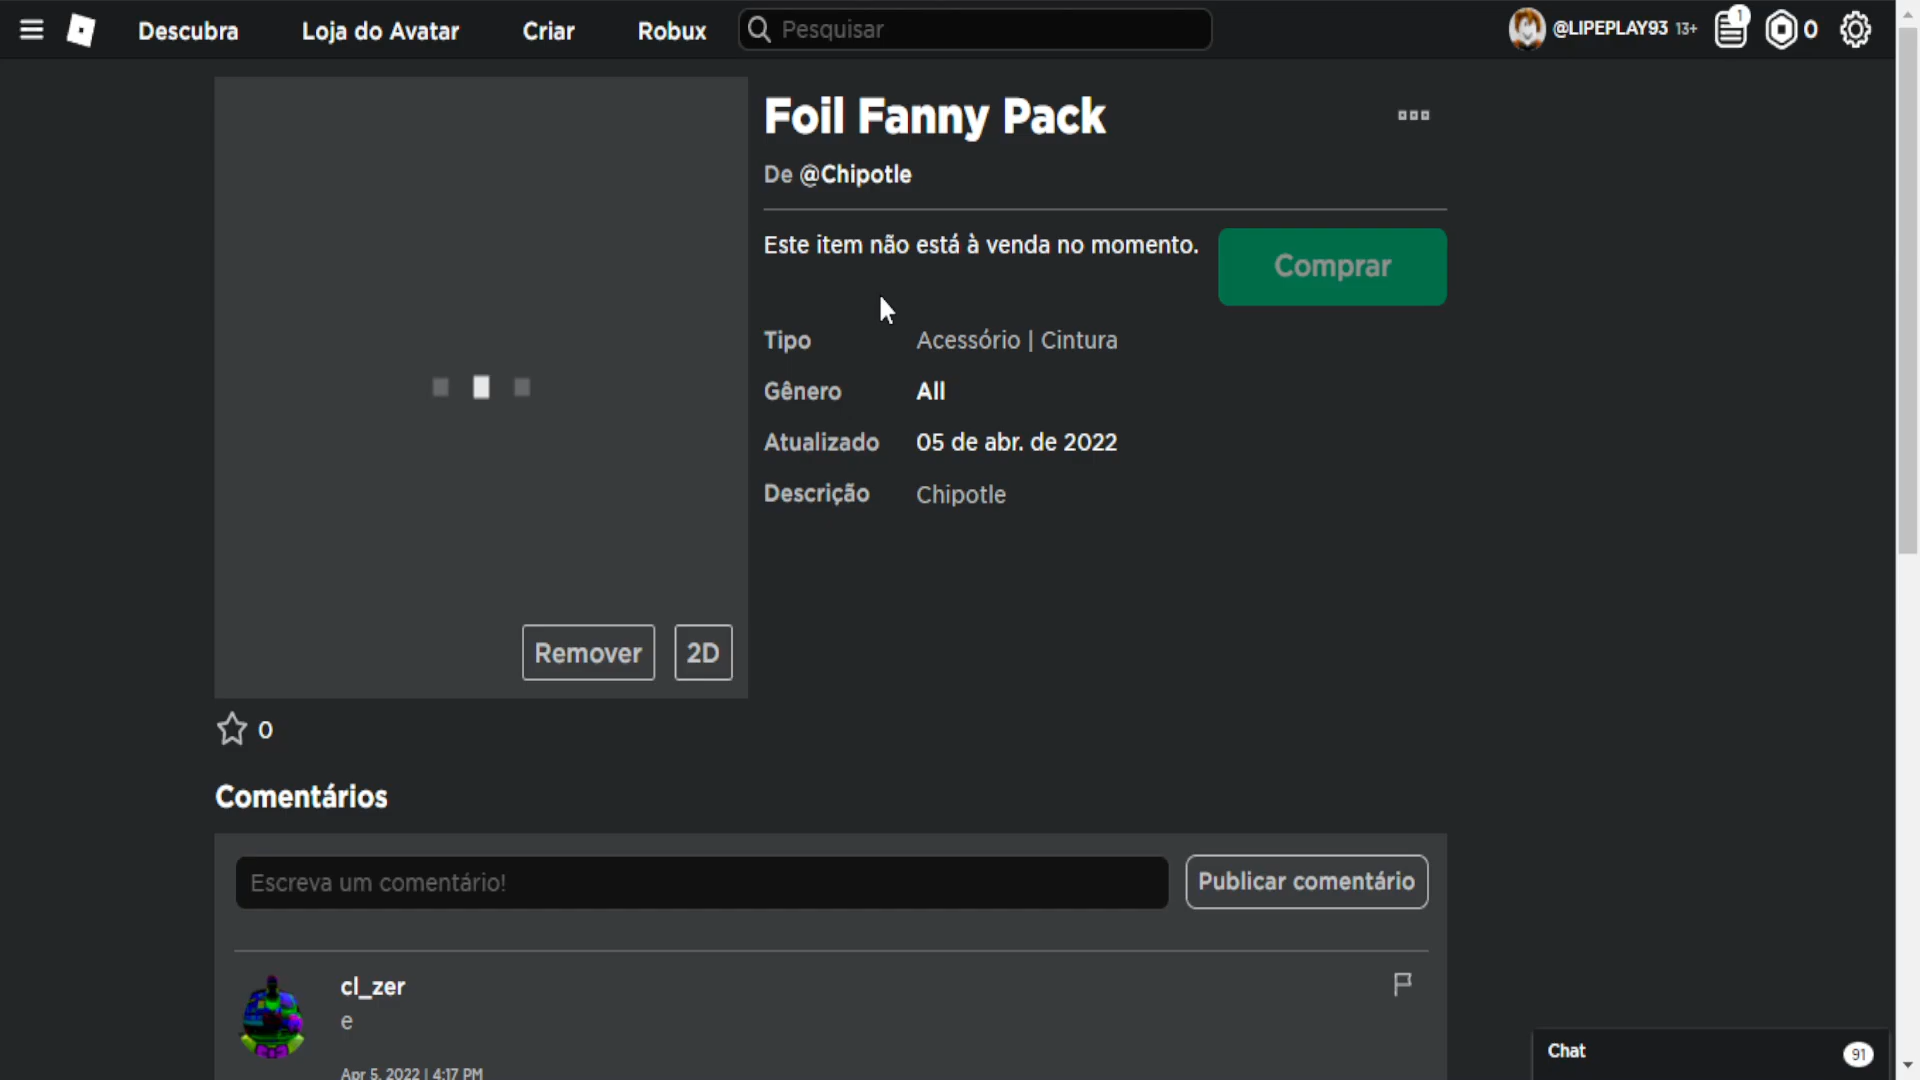 Descubra Loja do Avatar Criar Robux Pesquisar @LIPEPLAY93 13+ 1 0
Foil Fanny Pack
De @Chipotle
Este item não está à venda no momento.
Comprar
Tipo Acessório | Cintura
Gênero All
Atualizado 05 de abr. de 2022
Descrição Chipotle
Remover 2D
0
Comentários
Escreva um comentário! Publicar comentário
cl_zer
e
Apr 5, 2022 | 4:17 PM
Chat 91